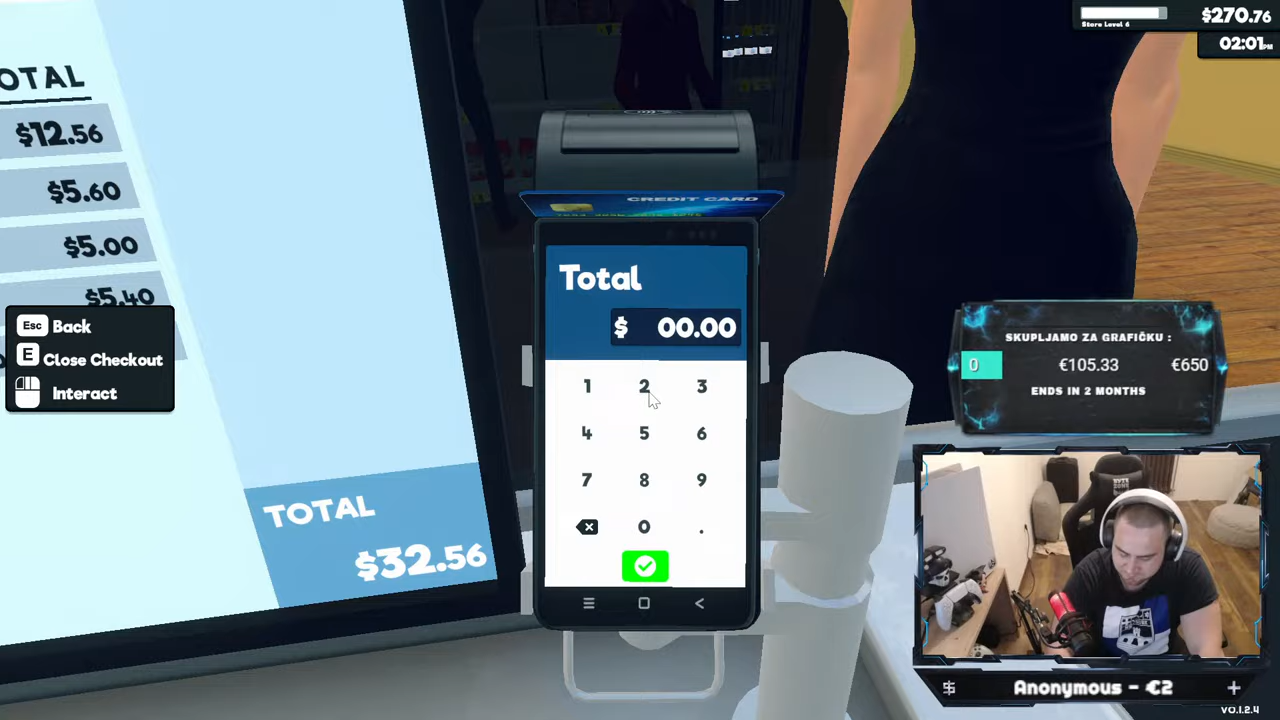 OTAL
$12.56
$5.60
$5.00
$5.40
Esc Back
E Close Checkout
Interact
TOTAL
$32.56
CREDIT CARD
Total
$ 00.00
1 2 3
4 5 6
7 8 9
0 .
Store Level 6
$270.76
02:01PM
SKUPLJAMO ZA GRAFIČKU :
0 €105.33 €650
ENDS IN 2 MONTHS
$ Anonymous - €2 +
V0.1.2.4